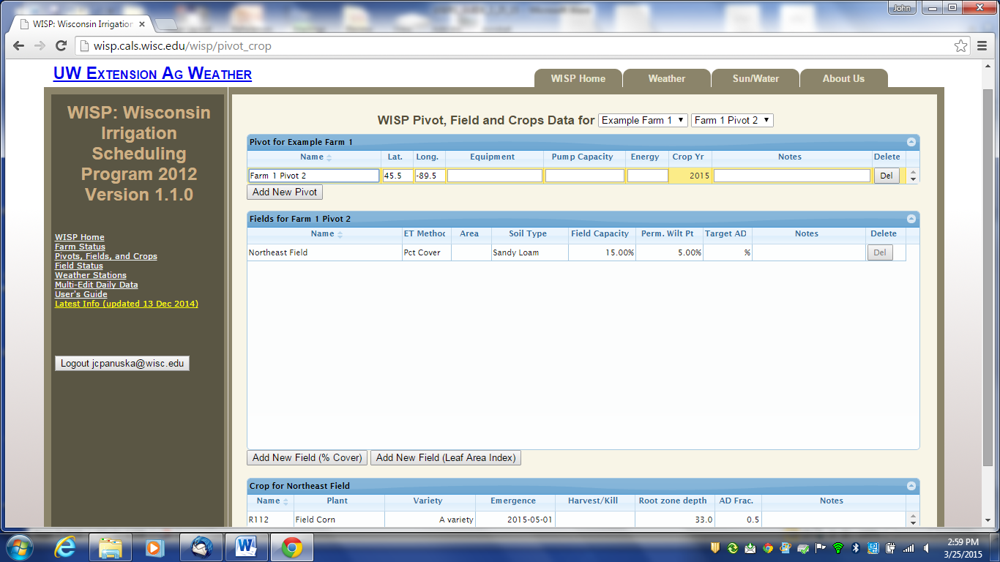 John
WISP: Wisconsin Irrigation
wisp.cals.wisc.edu/wisp/pivot_crop
UW Extension Ag Weather
WISP Home Weather Sun/Water About Us
WISP: Wisconsin
Irrigation
Scheduling
Program 2012
Version 1.1.0
WISP Home
Farm Status
Pivots, Fields, and Crops
Field Status
Weather Stations
Multi-Edit Daily Data
User's Guide
Latest Info (updated 13 Dec 2014)
Logout jcpanuska@wisc.edu
WISP Pivot, Field and Crops Data for Example Farm 1 Farm 1 Pivot 2
Pivot for Example Farm 1
Name Lat. Long. Equipment Pump Capacity Energy Crop Yr Notes Delete
Farm 1 Pivot 2 45.5 -89.5 2015 Del
Add New Pivot
Fields for Farm 1 Pivot 2
Name ET Method Area Soil Type Field Capacity Perm. Wilt Pt Target AD Notes Delete
Northeast Field Pct Cover Sandy Loam 15.00% 5.00% % Del
Add New Field (% Cover) Add New Field (Leaf Area Index)
Crop for Northeast Field
Name Plant Variety Emergence Harvest/Kill Root zone depth AD Frac. Notes
R112 Field Corn A variety 2015-05-01 33.0 0.5
2:59 PM
3/25/2015